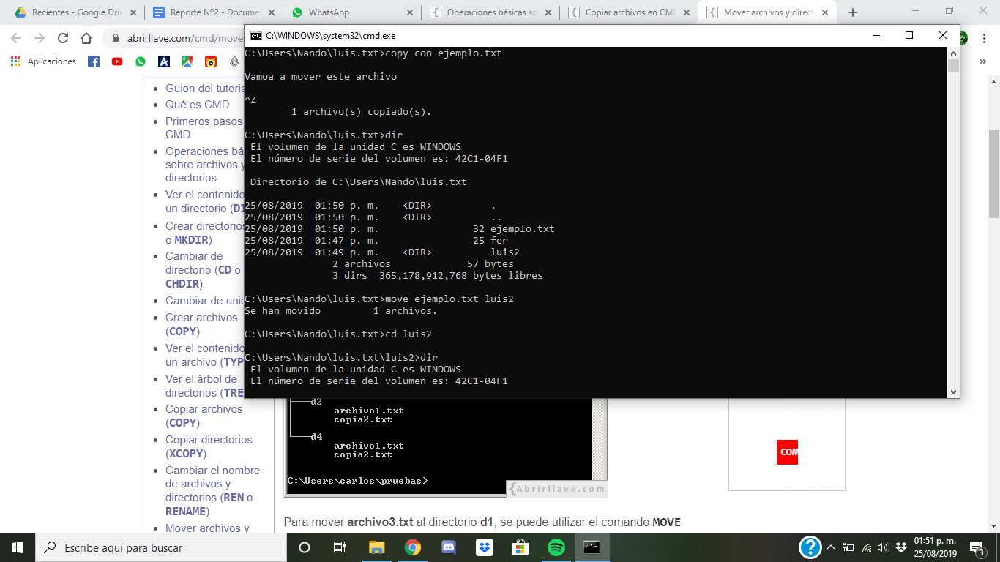 Recientes - Google Driv
Reporte Nº2 - Documen
WhatsApp
Operaciones básicas sob
Copiar archivos en CMD
Mover archivos y direct
abrirllave.com/cmd/move
Aplicaciones
»
C:\WINDOWS\system32\cmd.exe
C:\Users\Nando\luis.txt>copy con ejemplo.txt
Vamoa a mover este archivo
^Z
1 archivo(s) copiado(s).
C:\Users\Nando\luis.txt>dir
El volumen de la unidad C es WINDOWS
El número de serie del volumen es: 42C1-04F1
Directorio de C:\Users\Nando\luis.txt
25/08/2019  01:50 p. m.    <DIR>          .
25/08/2019  01:50 p. m.    <DIR>          ..
25/08/2019  01:50 p. m.                32 ejemplo.txt
25/08/2019  01:47 p. m.                25 fer
25/08/2019  01:49 p. m.    <DIR>          luis2
2 archivos             57 bytes
3 dirs  365,178,912,768 bytes libres
C:\Users\Nando\luis.txt>move ejemplo.txt luis2
Se han movido         1 archivos.
C:\Users\Nando\luis.txt>cd luis2
C:\Users\Nando\luis.txt\luis2>dir
El volumen de la unidad C es WINDOWS
El número de serie del volumen es: 42C1-04F1
Guion del tutoria
Qué es CMD
Primeros pasos
CMD
Operaciones bá
sobre archivos y
directorios
Ver el contenido
un directorio (DI
Crear directorios
o MKDIR)
Cambiar de
directorio (CD o
CHDIR)
Cambiar de unid
Crear archivos
(COPY)
Ver el contenido
un archivo (TYP
Ver el árbol de
directorios (TRE
Copiar archivos
(COPY)
Copiar directorios
(XCOPY)
Cambiar el nombre
de archivos y
directorios (REN o
RENAME)
Mover archivos y
d2
archivo1.txt
copia2.txt
d4
archivo1.txt
copia2.txt
C:\Users\carlos\pruebas>
{Abrirllave.com
COM
Para mover archivo3.txt al directorio d1, se puede utilizar el comando MOVE
Escribe aquí para buscar
01:51 p. m.
25/08/2019
3